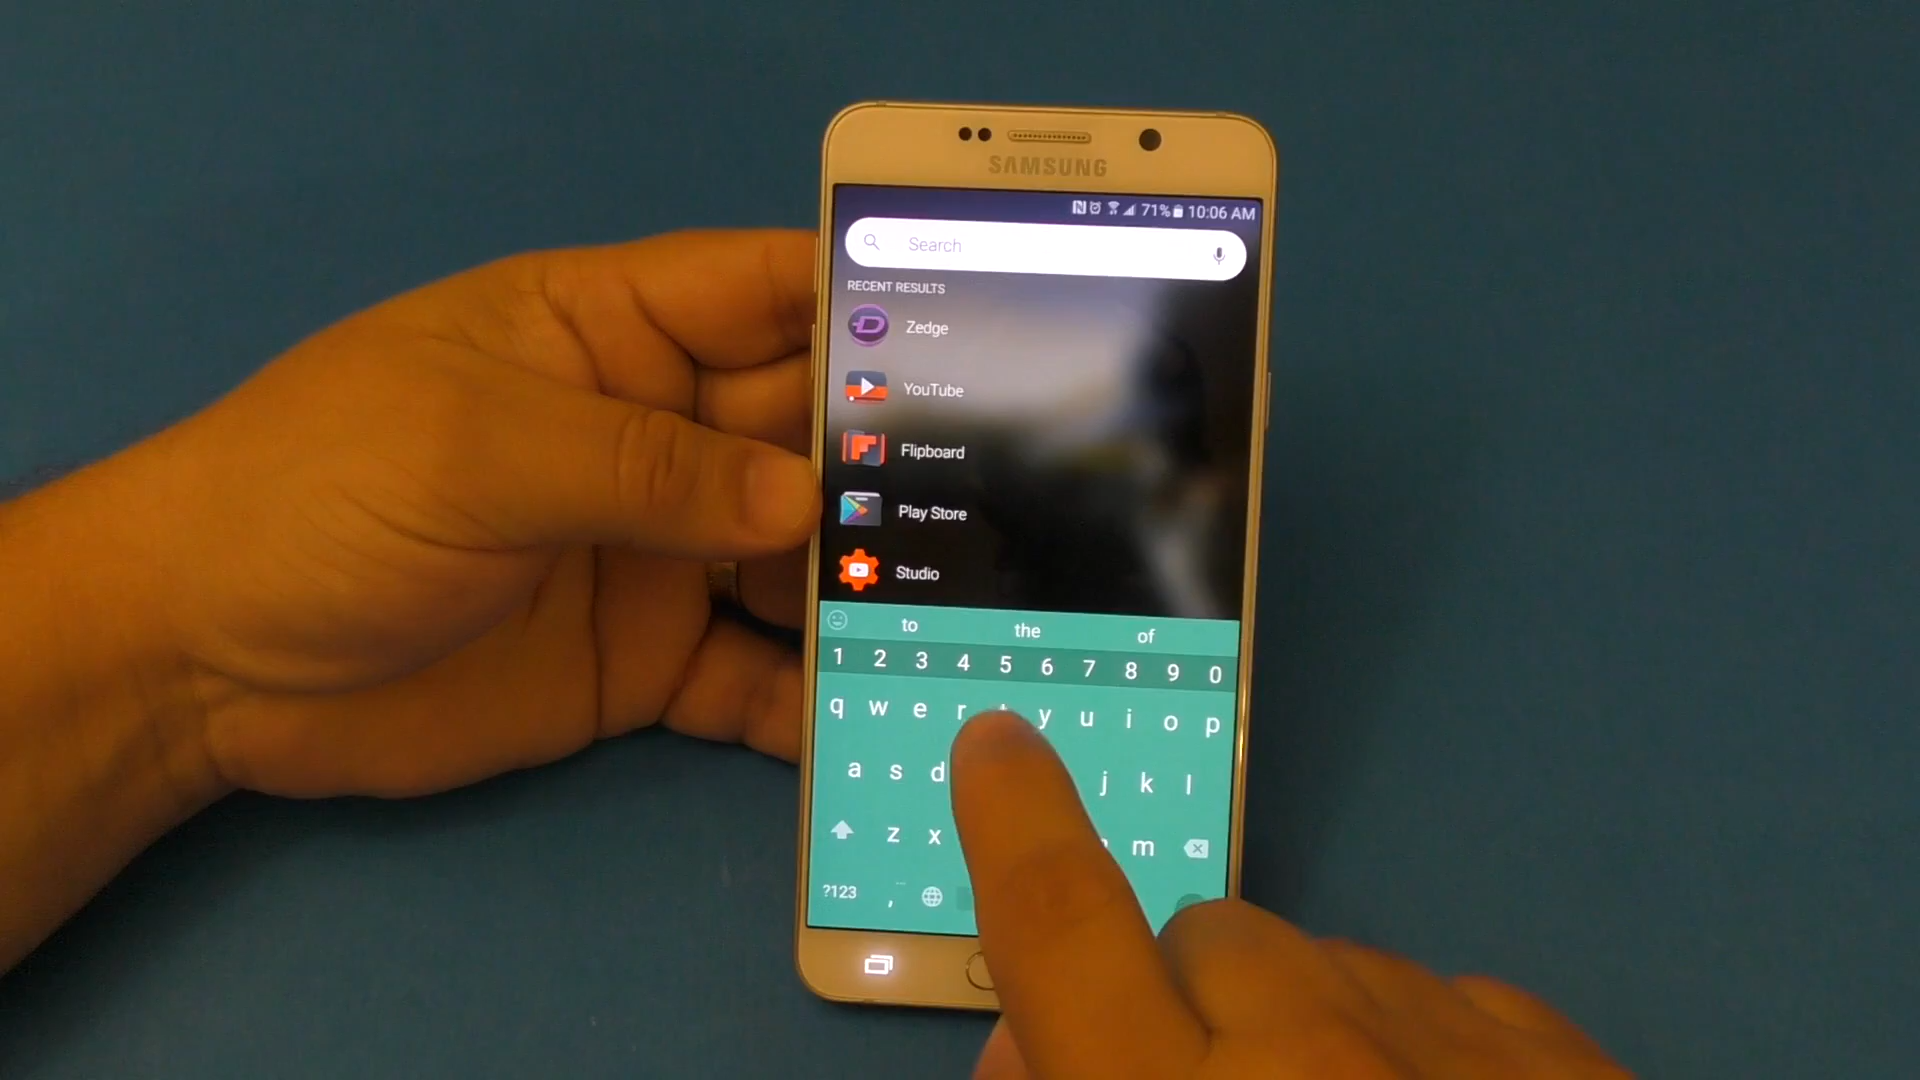 SAMSUNG
71% 10:06 AM
Search
RECENT RESULTS
Zedge
YouTube
Flipboard
Play Store
Studio
to the of
1 2 3 4 5 6 7 8 9 0
q w e r t y u i o p
a s d j k l
z x m
?123 ,